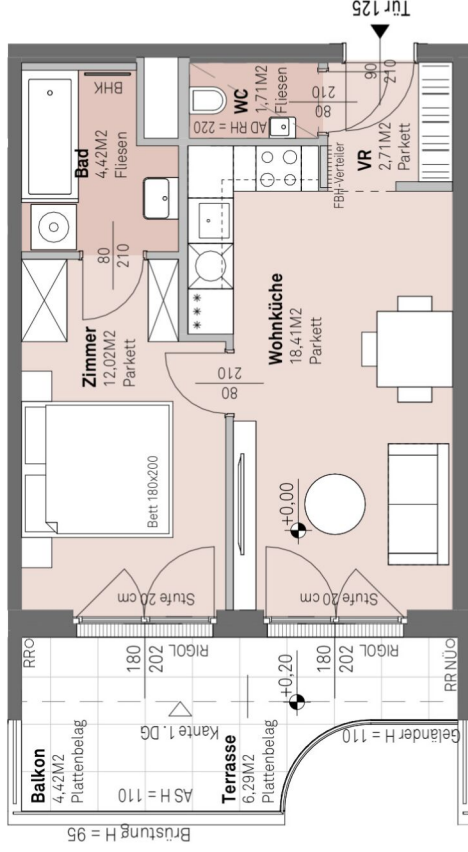 Tür 125
90
210
BHK
Bad
4,42M2
Fliesen
WC
1,71M2
Fliesen
AD RH = 220
80
210
VR
2,71M2
Parkett
FBH-Verteiler
80
210
Zimmer
12,02M2
Parkett
Wohnküche
18,41M2
Parkett
80
210
Bett 180x200
+0,00
Stufe 20 cm
Stufe 20 cm
RR
180
202
RIGOL
180
202
RIGOL
RR NÜ
+0,20
Kante 1. DG
Balkon
4,42M2
Plattenbelag
ASH H = 110
Terrasse
6,29M2
Plattenbelag
Geländer H = 110
Brüstung H = 95